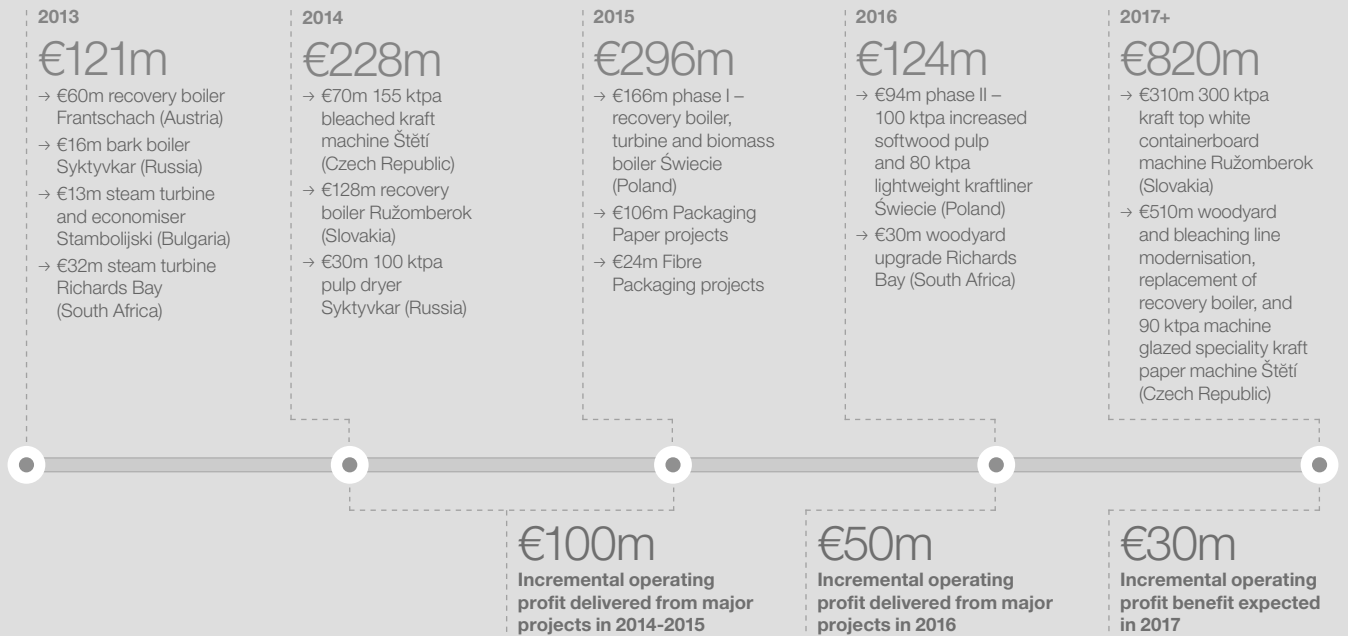 2013
€121m
→ €60m recovery boiler
Frantschach (Austria)
→ €16m bark boiler
Syktyvkar (Russia)
→ €13m steam turbine
and economiser
Stambolijski (Bulgaria)
→ €32m steam turbine
Richards Bay
(South Africa)
2014
€228m
→ €70m 155 ktpa
bleached kraft
machine Štětí
(Czech Republic)
→ €128m recovery
boiler Ružomberok
(Slovakia)
→ €30m 100 ktpa
pulp dryer
Syktyvkar (Russia)
2015
€296m
→ €166m phase I –
recovery boiler,
turbine and biomass
boiler Świecie
(Poland)
→ €106m Packaging
Paper projects
→ €24m Fibre
Packaging projects
2016
€124m
→ €94m phase II –
100 ktpa increased
softwood pulp
and 80 ktpa
lightweight kraftliner
Świecie (Poland)
→ €30m woodyard
upgrade Richards
Bay (South Africa)
2017+
€820m
→ €310m 300 ktpa
kraft top white
containerboard
machine Ružomberok
(Slovakia)
→ €510m woodyard
and bleaching line
modernisation,
replacement of
recovery boiler, and
90 ktpa machine
glazed speciality kraft
paper machine Štětí
(Czech Republic)
€100m
Incremental operating
profit delivered from major
projects in 2014-2015
€50m
Incremental operating
profit delivered from major
projects in 2016
€30m
Incremental operating
profit benefit expected
in 2017